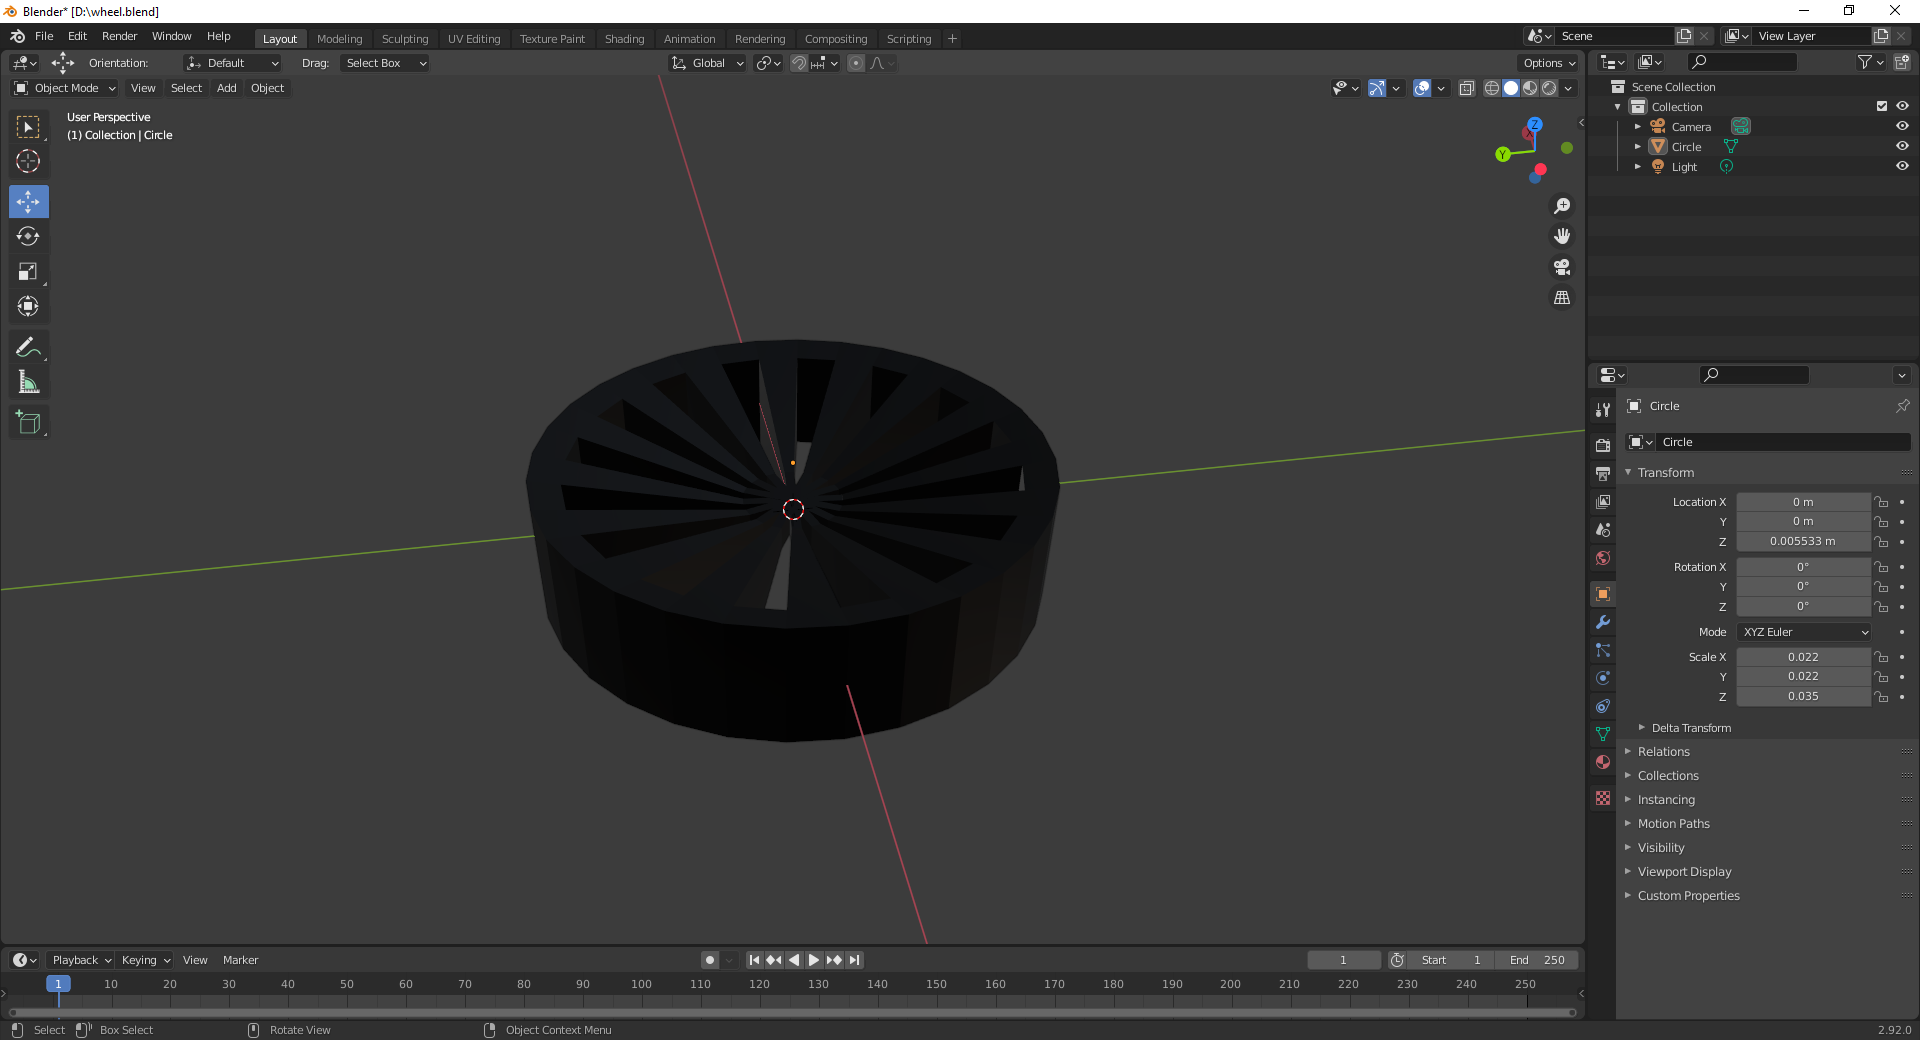 Blender* [D:\wheel.blend]
File Edit Render Window Help Layout Modeling Sculpting UV Editing Texture Paint Shading Animation Rendering Compositing Scripting + Scene View Layer
Orientation: Default Drag: Select Box Global Options
Object Mode View Select Add Object
User Perspective
(1) Collection | Circle
Z
X
Y
Scene Collection
Collection
Camera
Circle
Light
Circle
Circle
Transform
Location X 0 m
Y 0 m
Z 0.005533 m
Rotation X 0°
Y 0°
Z 0°
Mode XYZ Euler
Scale X 0.022
Y 0.022
Z 0.035
Delta Transform
Relations
Collections
Instancing
Motion Paths
Visibility
Viewport Display
Custom Properties
Playback Keying View Marker 1 Start 1 End 250
1 10 20 30 40 50 60 70 80 90 100 110 120 130 140 150 160 170 180 190 200 210 220 230 240 250
Select Box Select Rotate View Object Context Menu 2.92.0